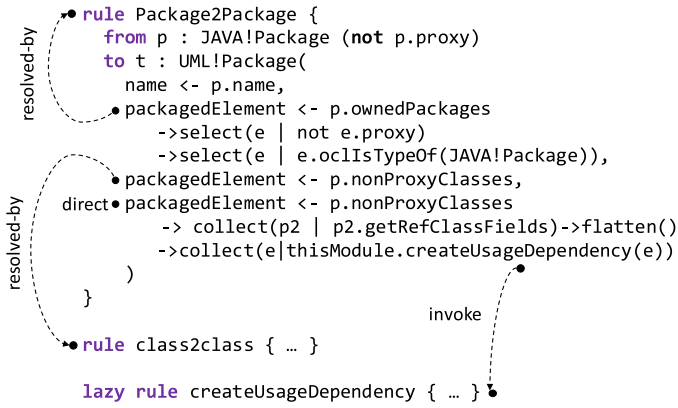 rule Package2Package {
from p : JAVA!Package (not p.proxy)
to t : UML!Package(
name <- p.name,
packagedElement <- p.ownedPackages
->select(e | not e.proxy)
->select(e | e.oclIsTypeOf(JAVA!Package)),
packagedElement <- p.nonProxyClasses,
direct packagedElement <- p.nonProxyClasses
-> collect(p2 | p2.getRefClassFields)->flatten()
->collect(e|thisModule.createUsageDependency(e))
)
}
rule class2class { … }
lazy rule createUsageDependency { … }
resolved-by
resolved-by
invoke